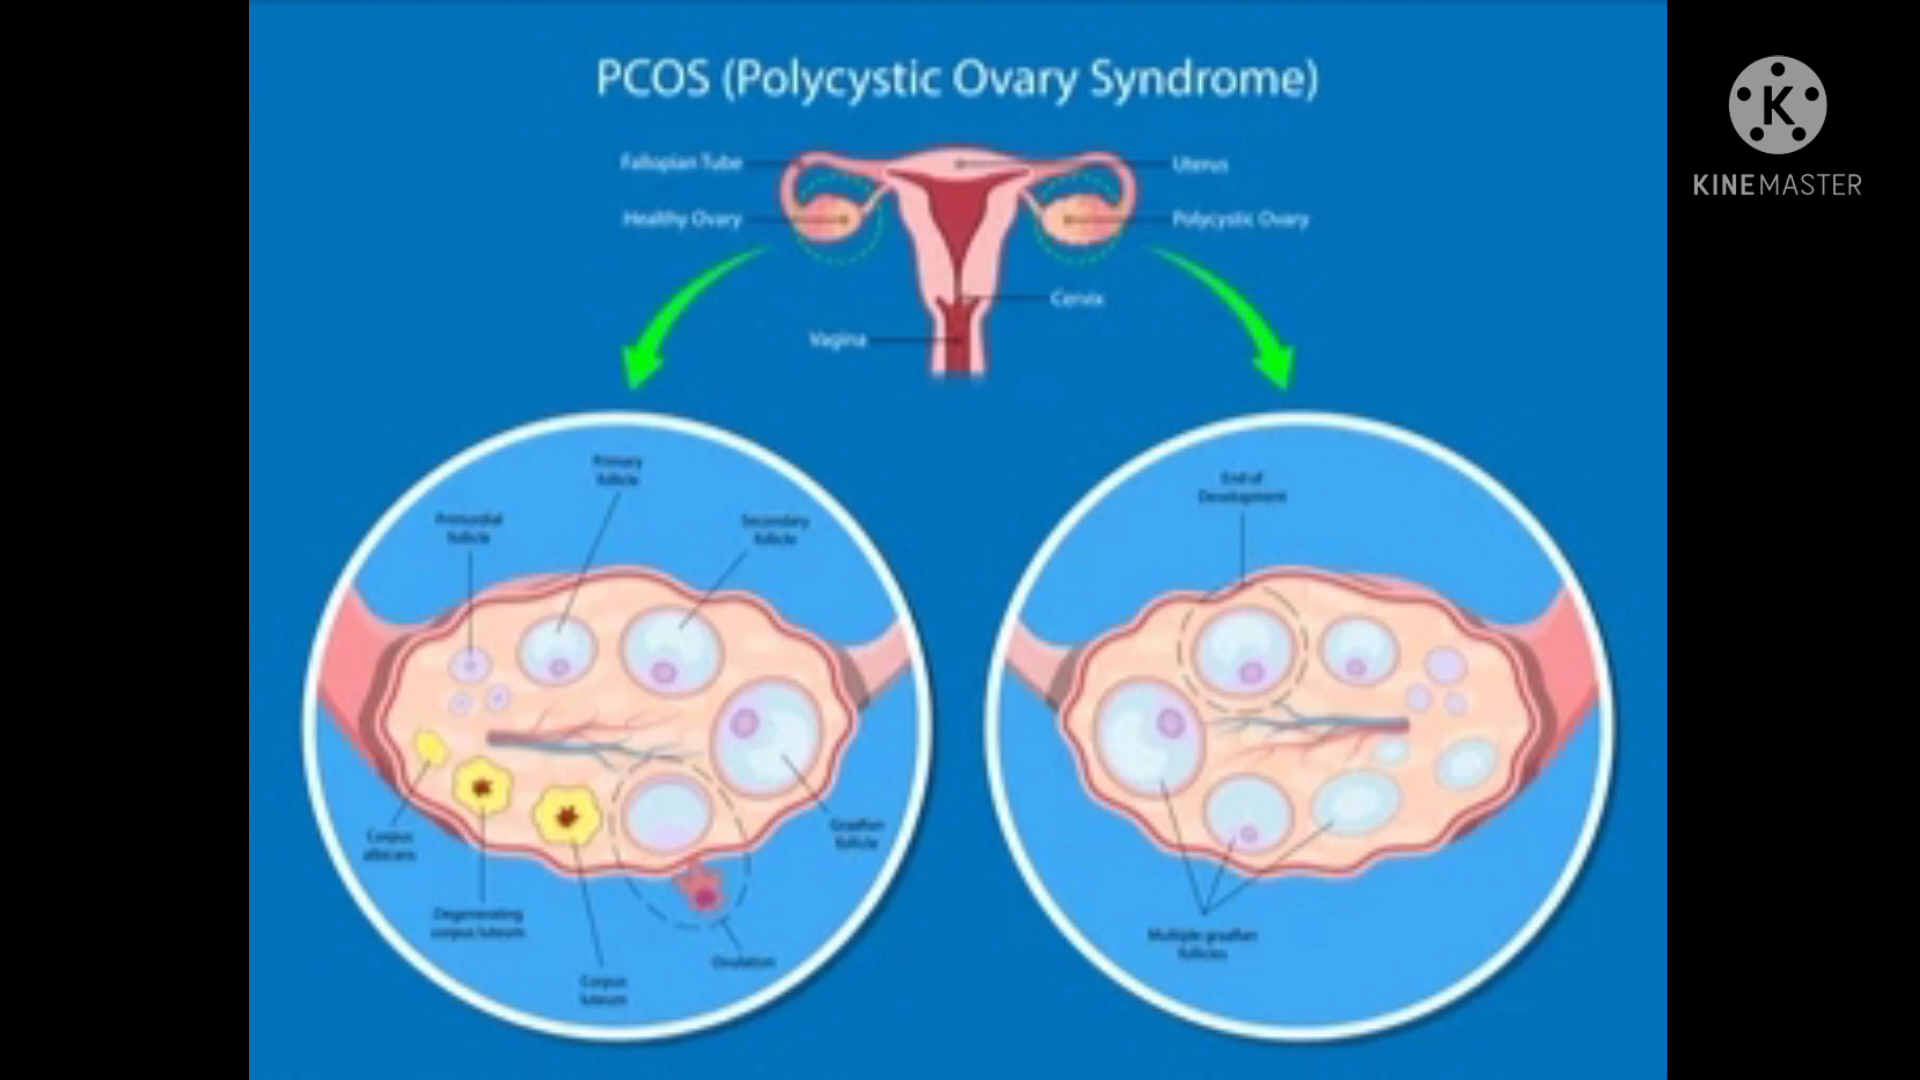 PCOS (Polycystic Ovary Syndrome)
KINEMASTER
Fallopian Tube
Uterus
Healthy Ovary
Polycystic Ovary
Cervix
Vagina
Primary
follicle
Primordial
follicle
Secondary
follicle
End of
Development
Corpus
albicans
Graafian
follicle
Degenerating
corpus luteum
Ovulation
Corpus
luteum
Multiple graafian
follicles